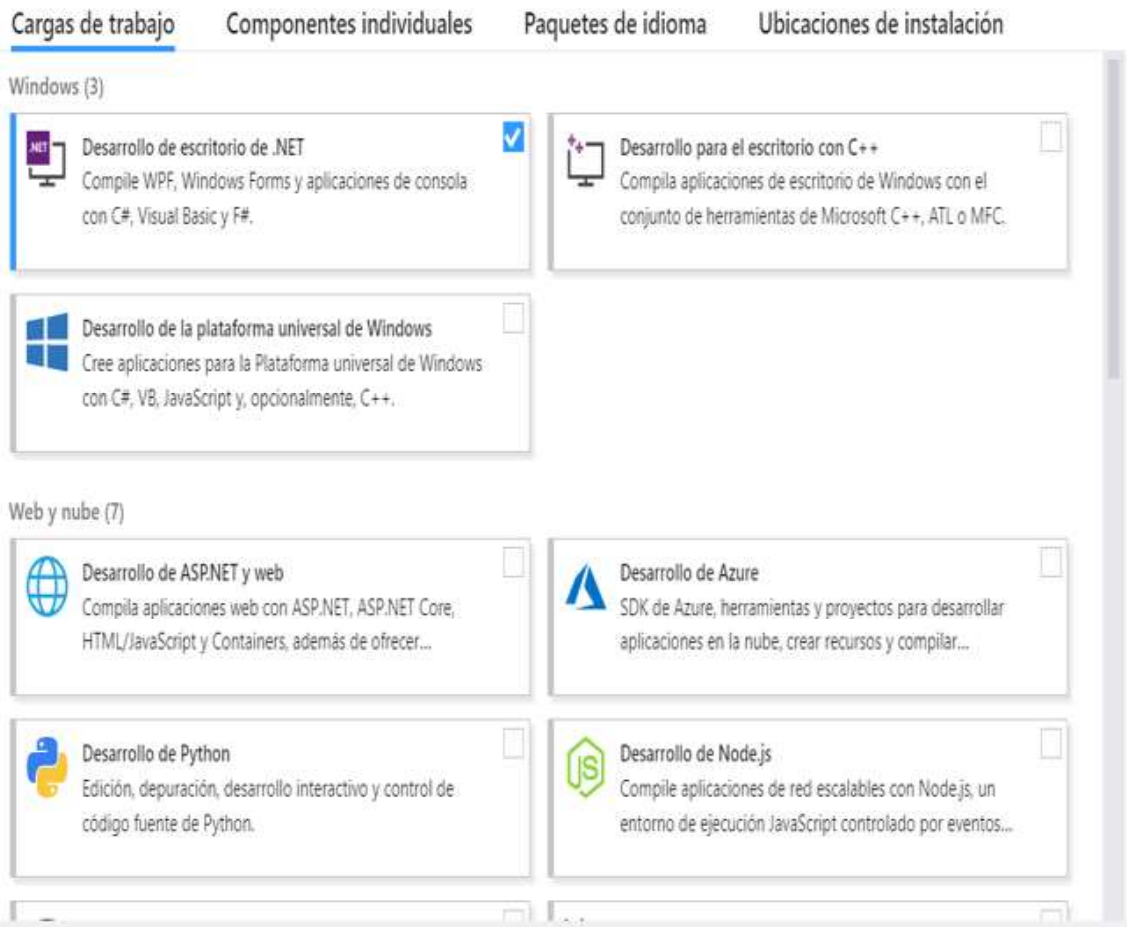 Cargas de trabajo Componentes individuales Paquetes de idioma Ubicaciones de instalación
Windows (3)
.NET
Desarrollo de escritorio de .NET
Compile WPF, Windows Forms y aplicaciones de consola
con C#, Visual Basic y F#.
Desarrollo para el escritorio con C++
Compila aplicaciones de escritorio de Windows con el
conjunto de herramientas de Microsoft C++, ATL o MFC.
Desarrollo de la plataforma universal de Windows
Cree aplicaciones para la Plataforma universal de Windows
con C#, VB, JavaScript y, opcionalmente, C++.
Web y nube (7)
Desarrollo de ASP.NET y web
Compila aplicaciones web con ASP.NET, ASP.NET Core,
HTML/JavaScript y Containers, además de ofrecer...
Desarrollo de Azure
SDK de Azure, herramientas y proyectos para desarrollar
aplicaciones en la nube, crear recursos y compilar...
Desarrollo de Python
Edición, depuración, desarrollo interactivo y control de
código fuente de Python.
JS
Desarrollo de Node.js
Compile aplicaciones de red escalables con Node.js, un
entorno de ejecución JavaScript controlado por eventos...